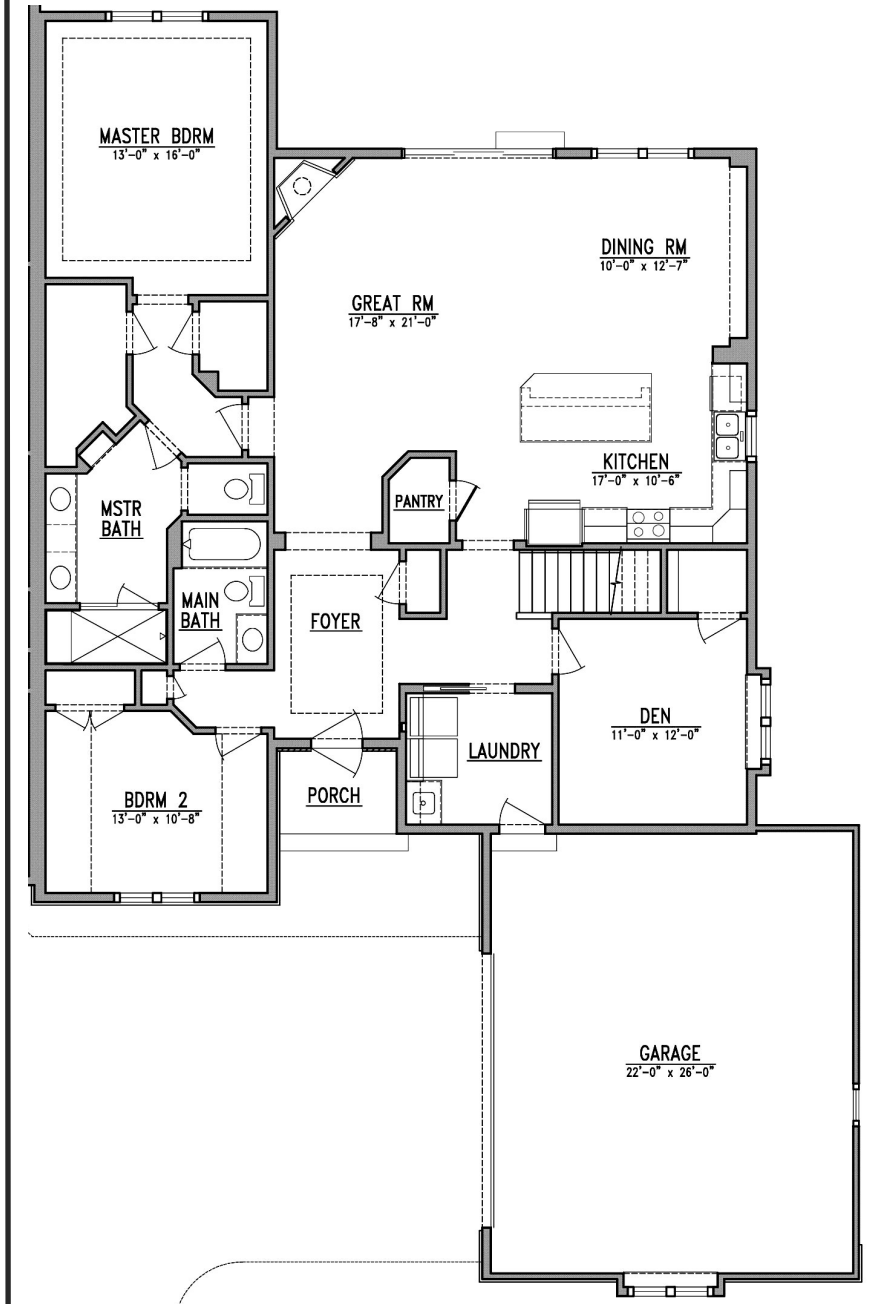 MASTER BDRM
13'-0" x 16'-0"
DINING RM
10'-0" x 12'-7"
GREAT RM
17'-8" x 21'-0"
KITCHEN
17'-0" x 10'-6"
PANTRY
MSTR
BATH
MAIN
BATH
FOYER
DEN
11'-0" x 12'-0"
LAUNDRY
PORCH
BDRM 2
13'-0" x 10'-8"
GARAGE
22'-0" x 26'-0"